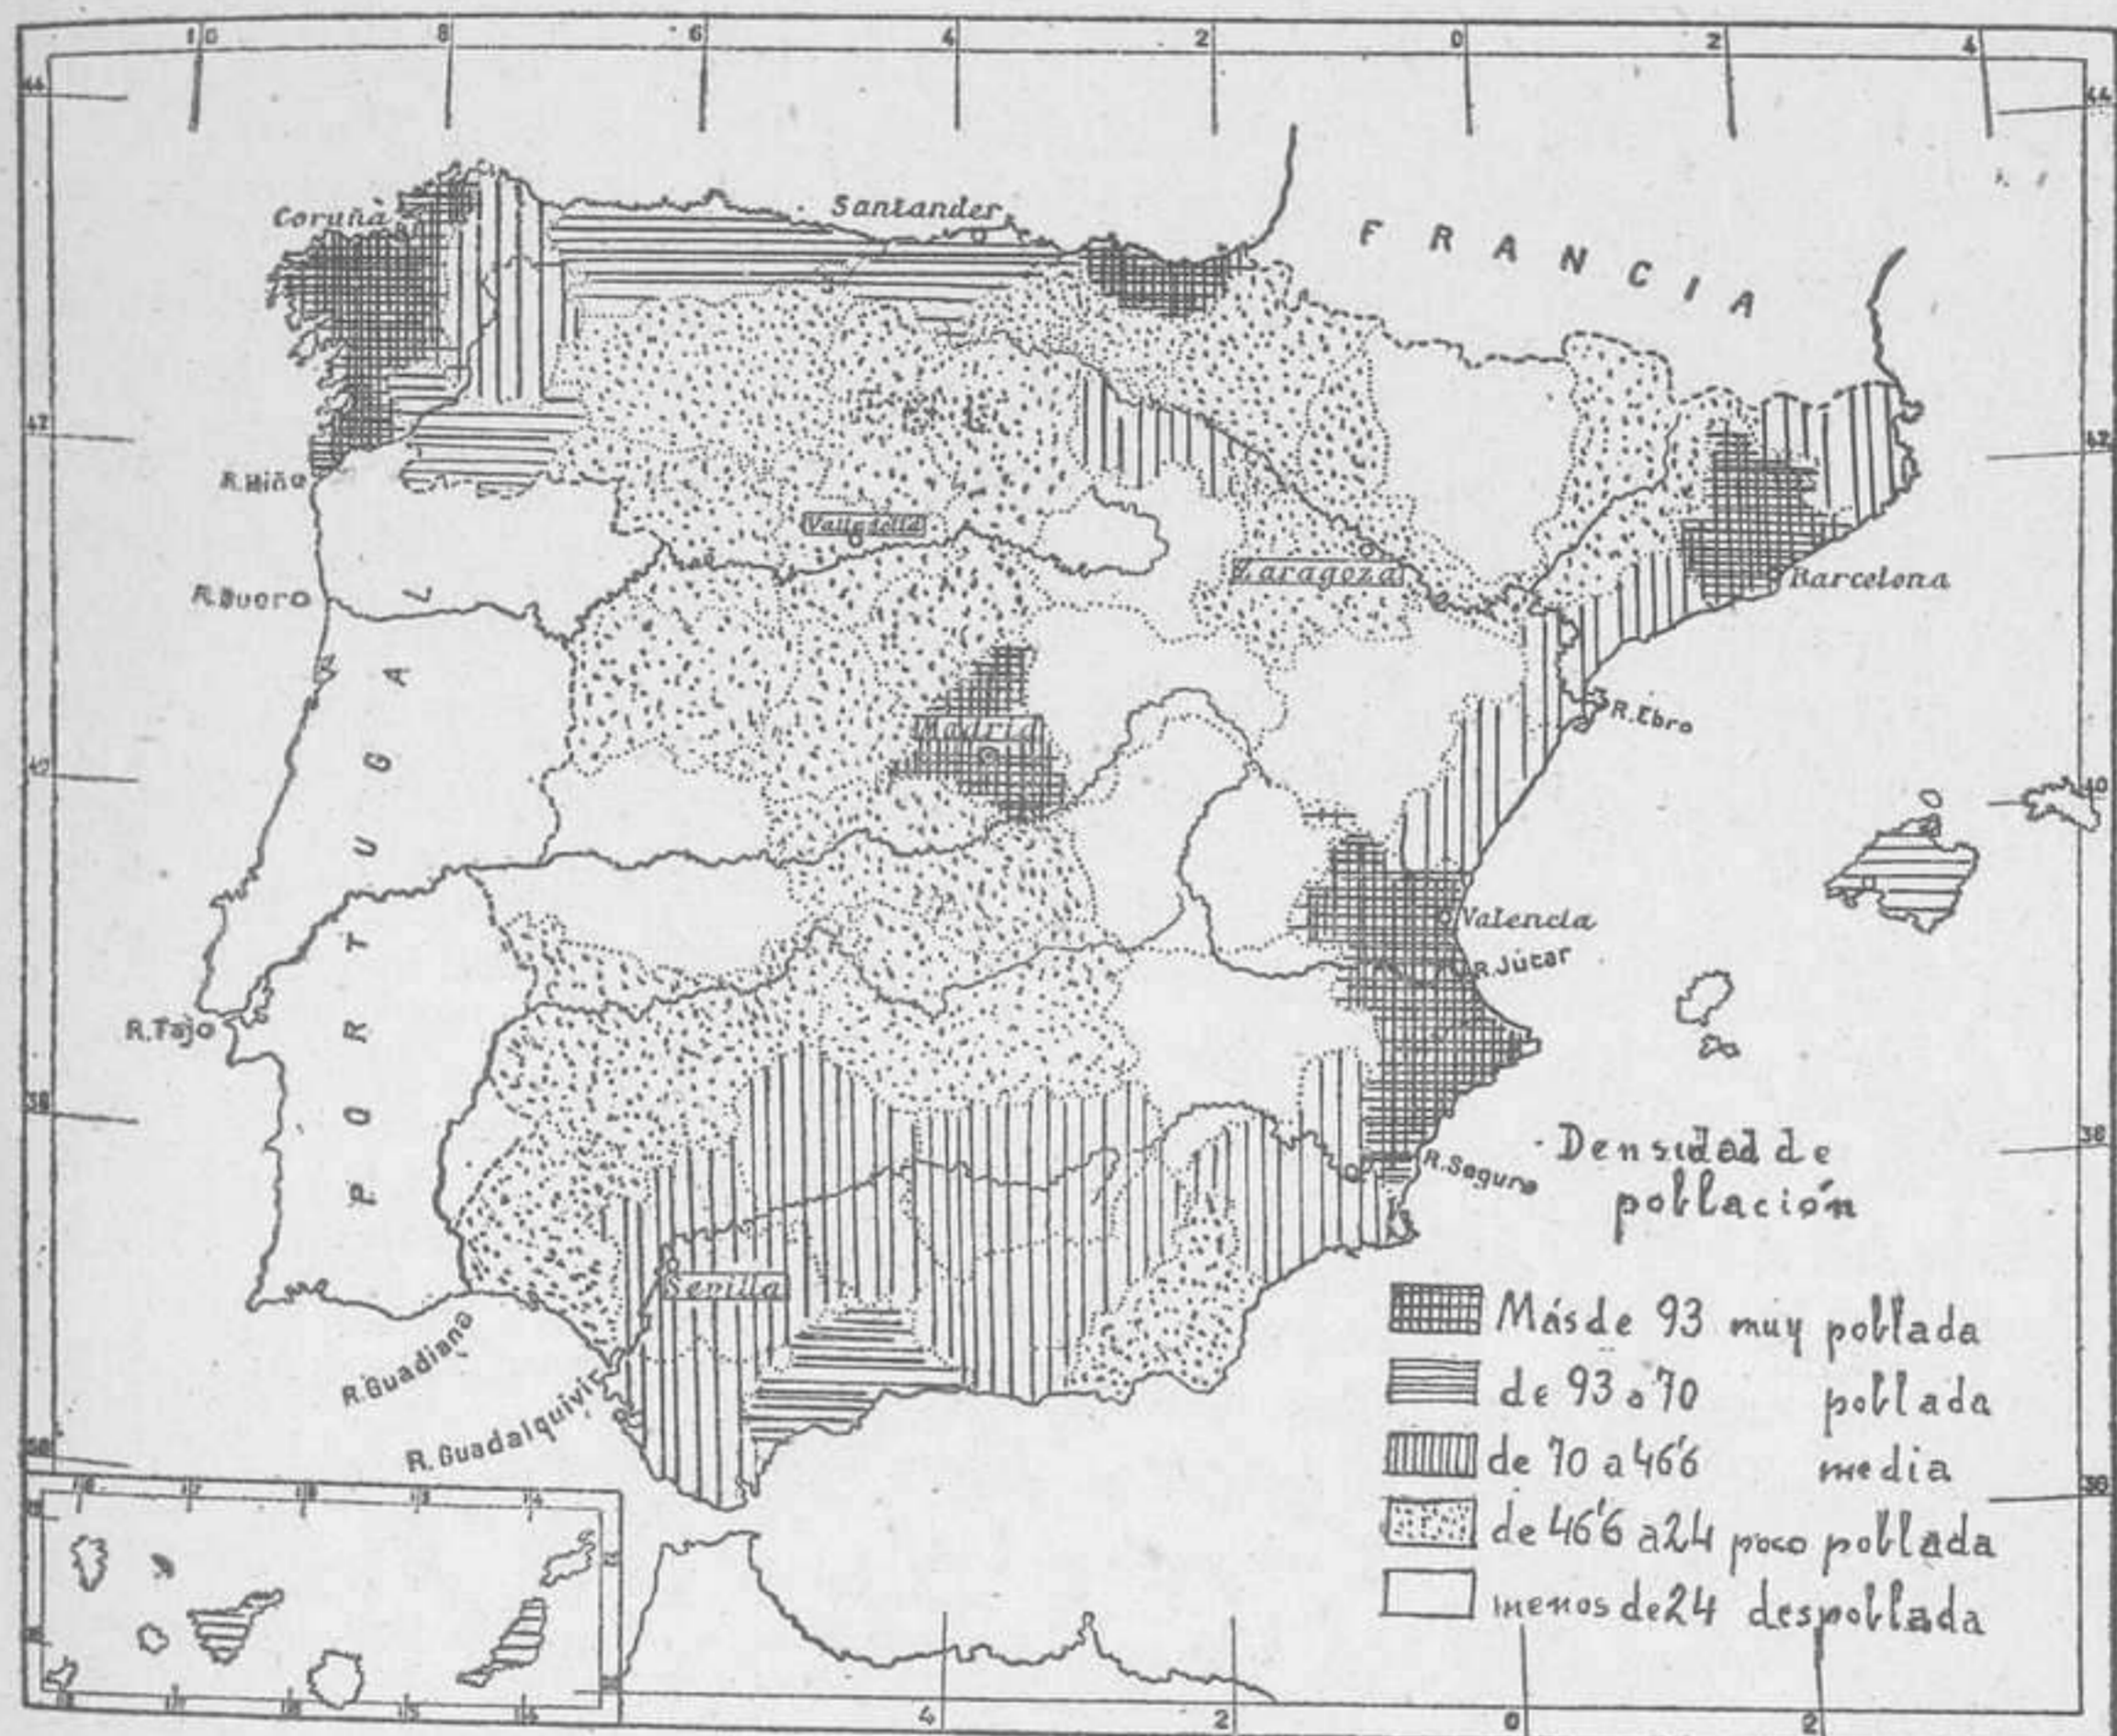 10 8 6 4 2 0 2 4
44 44
Coruña
Santander
F R A N C I A
42 42
R. Miño
Valladolid
Zaragoza
Barcelona
R. Duero
Madrid
R. Ebro
40 40
P O R T U G A L
Valencia
R. Júcar
R. Tajo
38 38
R. Segura
Densidad de
población
Sevilla
R. Guadiana
R. Guadalquivir
Más de 93 muy poblada
de 93 a 70 poblada
de 70 a 46'6 media
de 46'6 a 24 poco poblada
menos de 24 despoblada
36
4 2 0 2